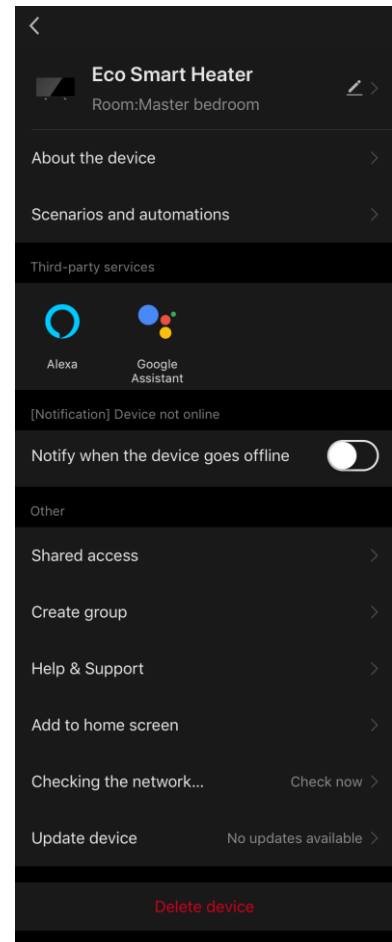 Eco Smart Heater
Room:Master bedroom
About the device
Scenarios and automations
Third-party services
Alexa
Google
Assistant
[Notification] Device not online
Notify when the device goes offline
Other
Shared access
Create group
Help & Support
Add to home screen
Checking the network... Check now
Update device No updates available
Delete device